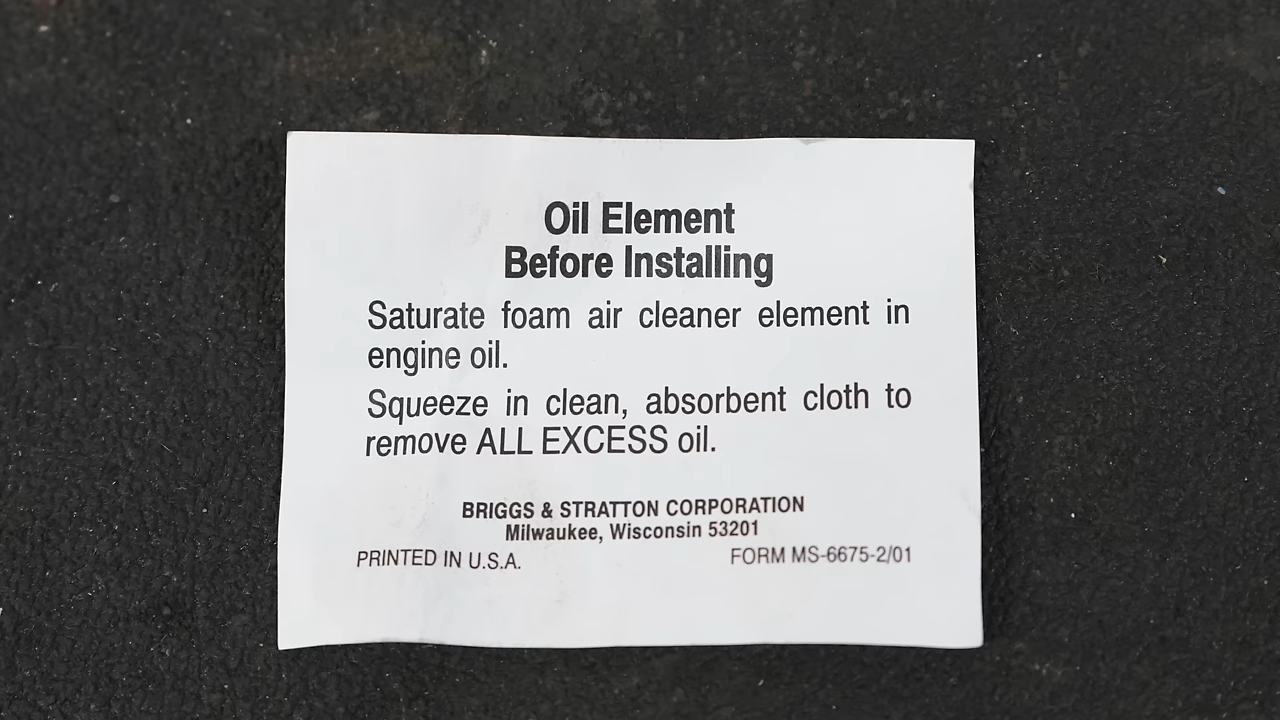 Oil Element
Before Installing
Saturate foam air cleaner element in
engine oil.
Squeeze in clean, absorbent cloth to
remove ALL EXCESS oil.
BRIGGS & STRATTON CORPORATION
Milwaukee, Wisconsin 53201
PRINTED IN U.S.A. FORM MS-6675-2/01